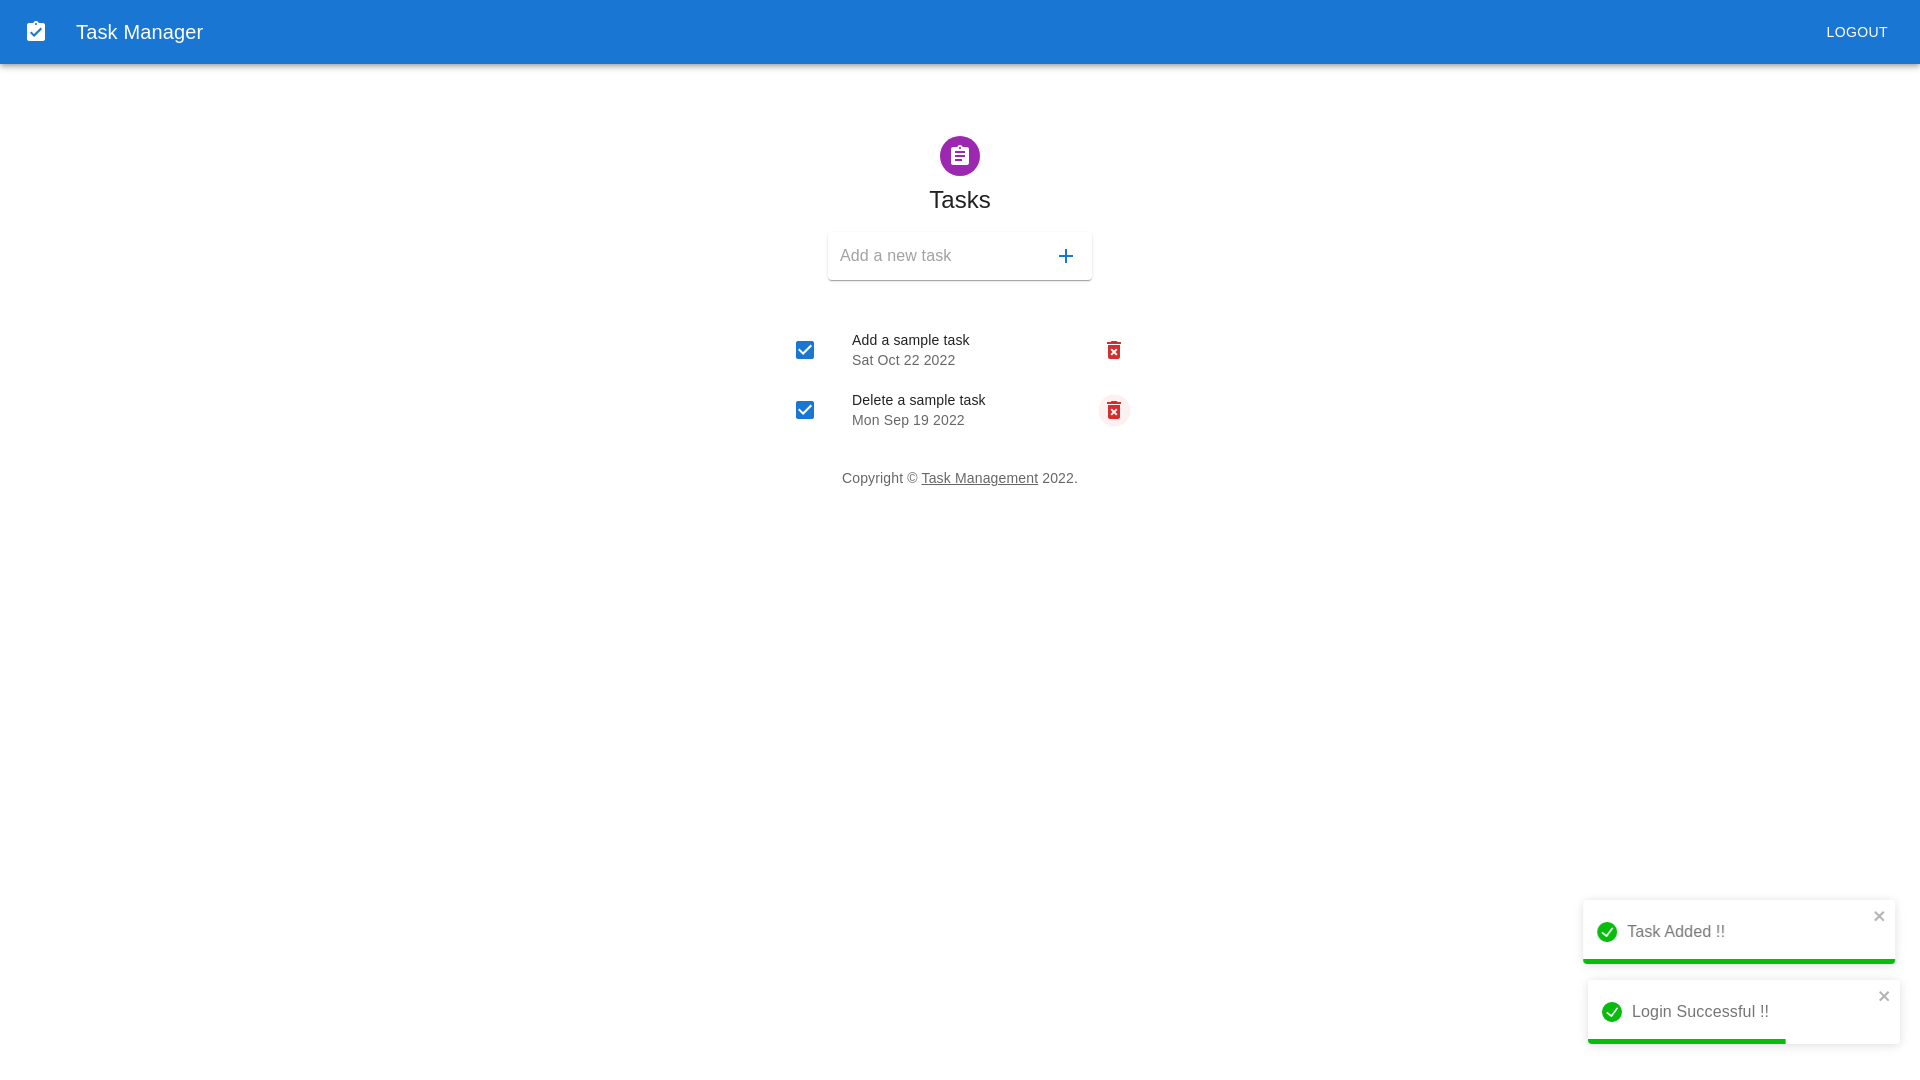 Task Manager
LOGOUT
Tasks
Add a new task
Add a sample task
Sat Oct 22 2022
Delete a sample task
Mon Sep 19 2022
Copyright © Task Management 2022.
Task Added !!
Login Successful !!